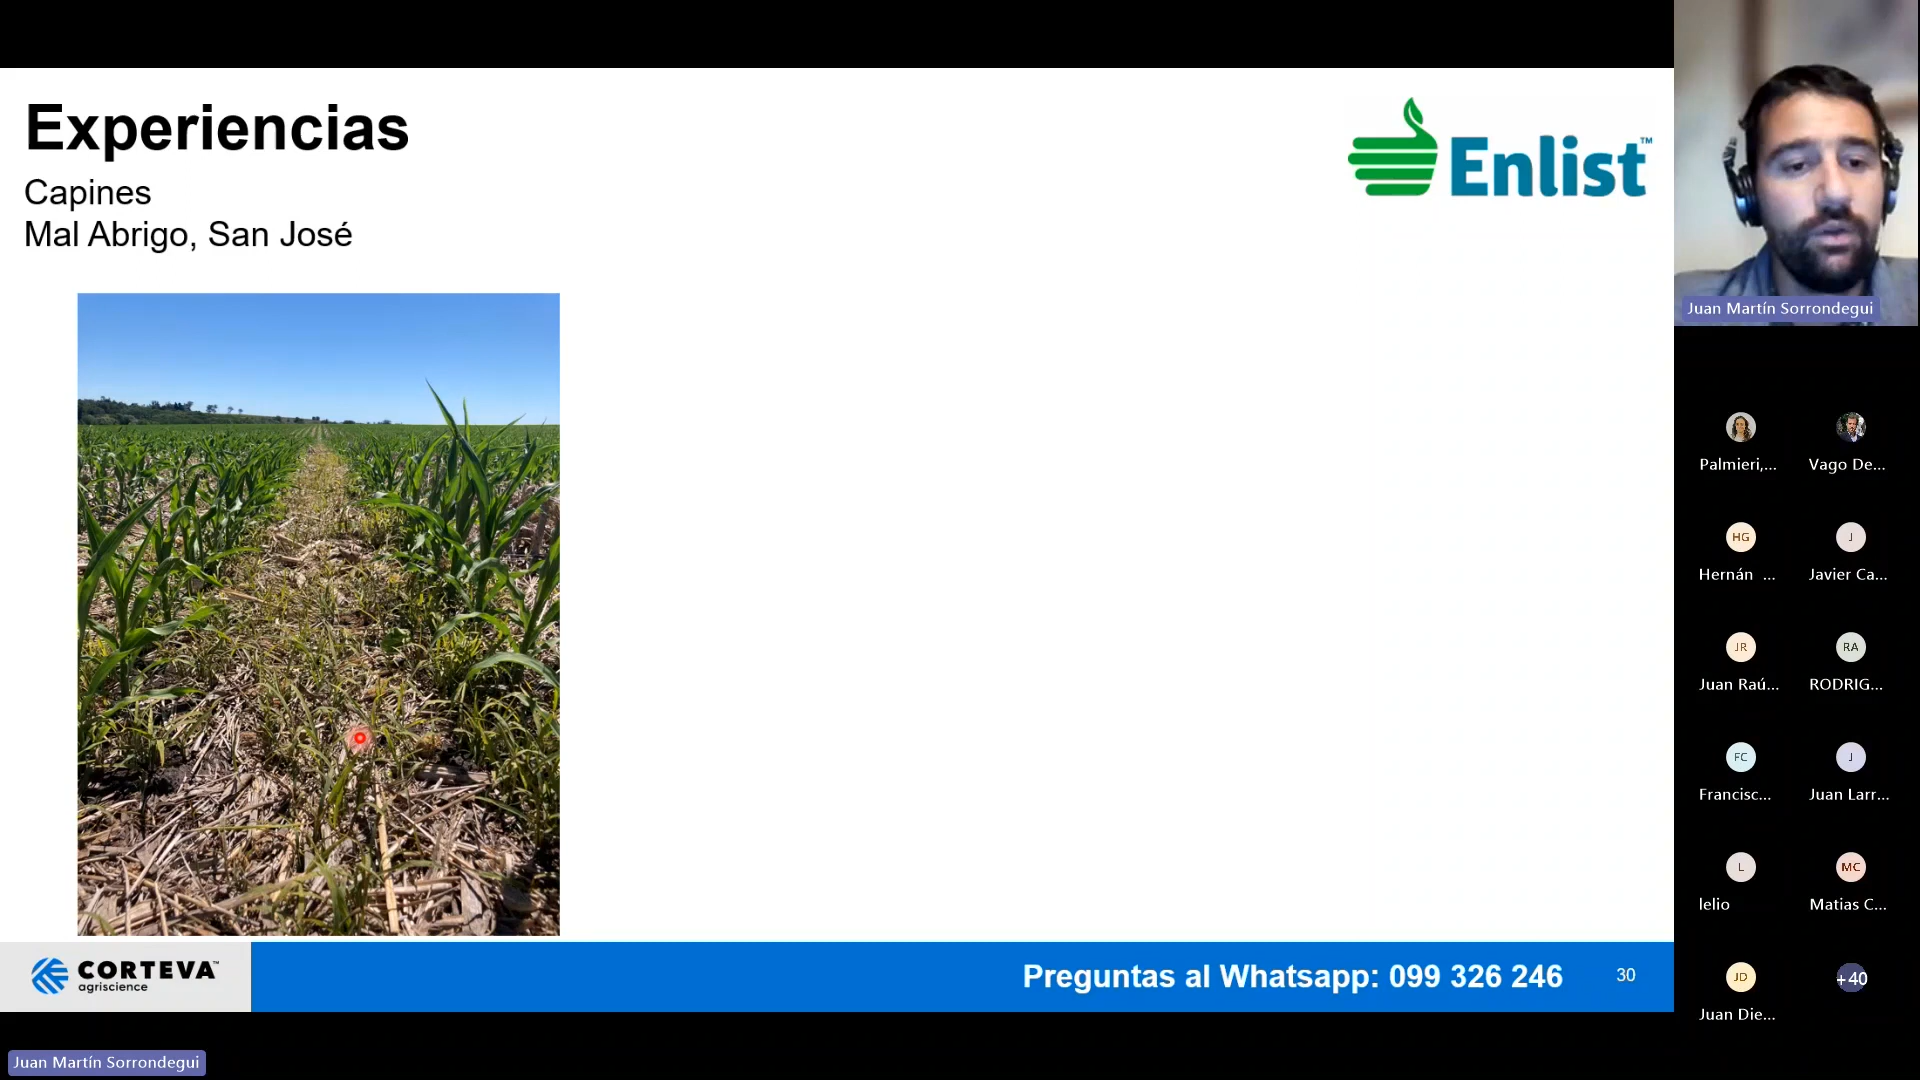 Experiencias
Capines
Mal Abrigo, San José
Enlist™
CORTEVA™
agriscience
Preguntas al Whatsapp: 099 326 246
30
Juan Martín Sorrondegui
Palmieri,...
Vago De...
HG
J
Hernán ...
Javier Ca...
JR
RA
Juan Raú...
RODRIG...
FC
J
Francisc...
Juan Larr...
L
MC
lelio
Matias C...
JD
+40
Juan Die...
Juan Martín Sorrondegui